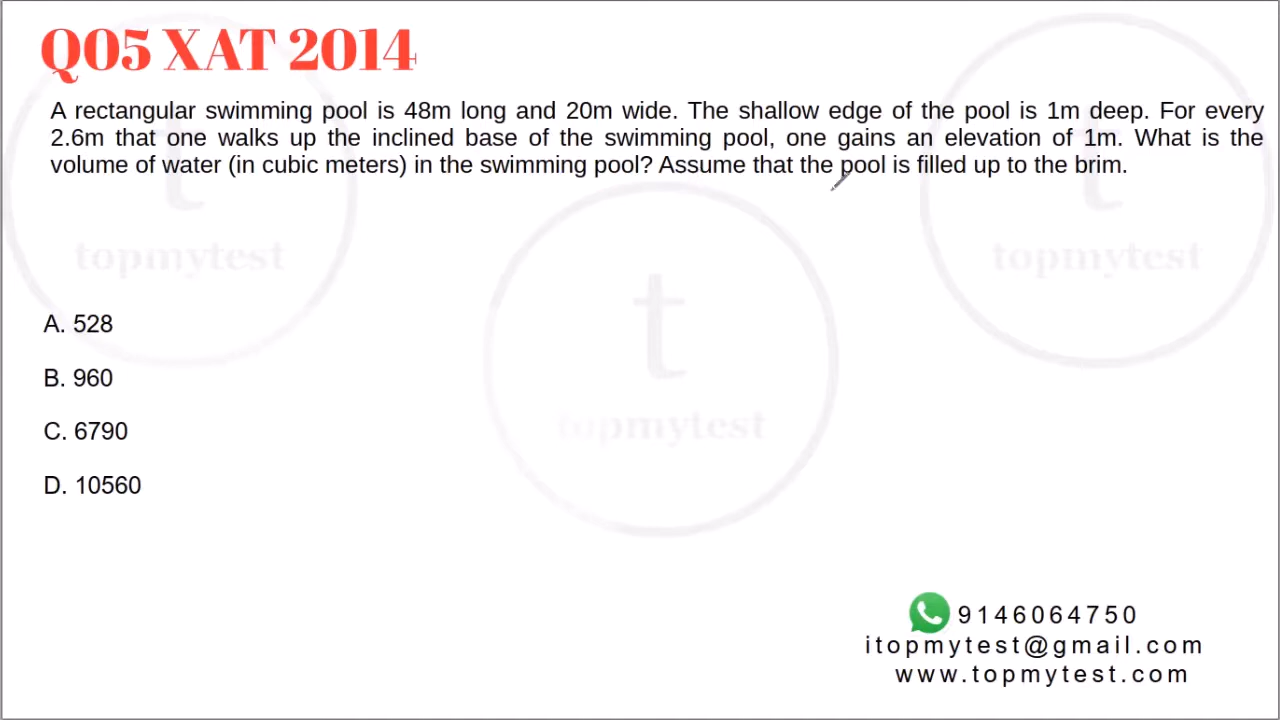 Q05 XAT 2014
A rectangular swimming pool is 48m long and 20m wide. The shallow edge of the pool is 1m deep. For every
2.6m that one walks up the inclined base of the swimming pool, one gains an elevation of 1m. What is the
volume of water (in cubic meters) in the swimming pool? Assume that the pool is filled up to the brim.
t
topmytest
t
topmytest
t
topmytest
A. 528
B. 960
C. 6790
D. 10560
9146064750
itopmytest@gmail.com
www.topmytest.com